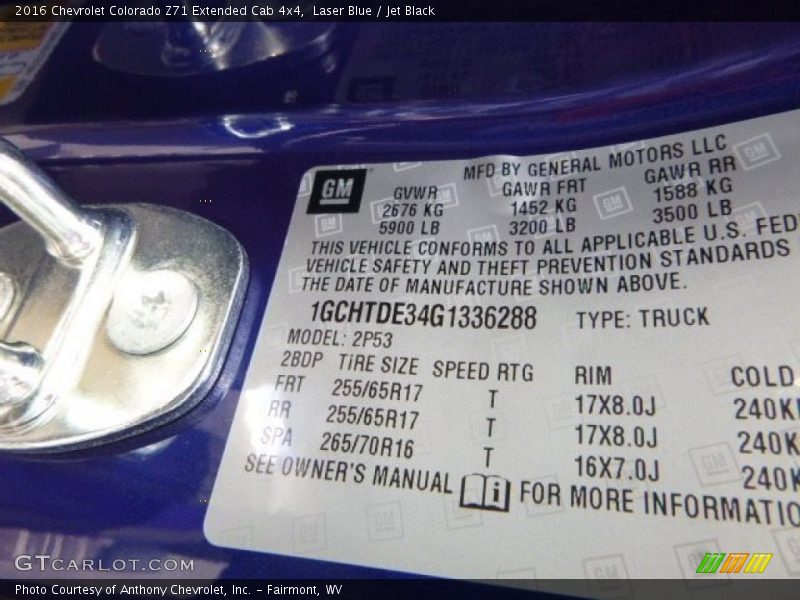 2016 Chevrolet Colorado Z71 Extended Cab 4x4,  Laser Blue / Jet Black
GM
MFD BY GENERAL MOTORS LLC
GVWR GAWR FRT GAWR RR
2676 KG 1452 KG 1588 KG
5900 LB 3200 LB 3500 LB
THIS VEHICLE CONFORMS TO ALL APPLICABLE U.S. FED
VEHICLE SAFETY AND THEFT PREVENTION STANDARDS
THE DATE OF MANUFACTURE SHOWN ABOVE.
1GCHTDE34G1336288 TYPE: TRUCK
MODEL: 2P53
2BDP TIRE SIZE SPEED RTG RIM COLD
FRT 255/65R17 T 17X8.0J 240K
RR 255/65R17 T 17X8.0J 240K
SPA 265/70R16 T 16X7.0J 240K
SEE OWNER'S MANUAL i FOR MORE INFORMATIO
GTCARLOT.COM
Photo Courtesy of Anthony Chevrolet, Inc. – Fairmont, WV